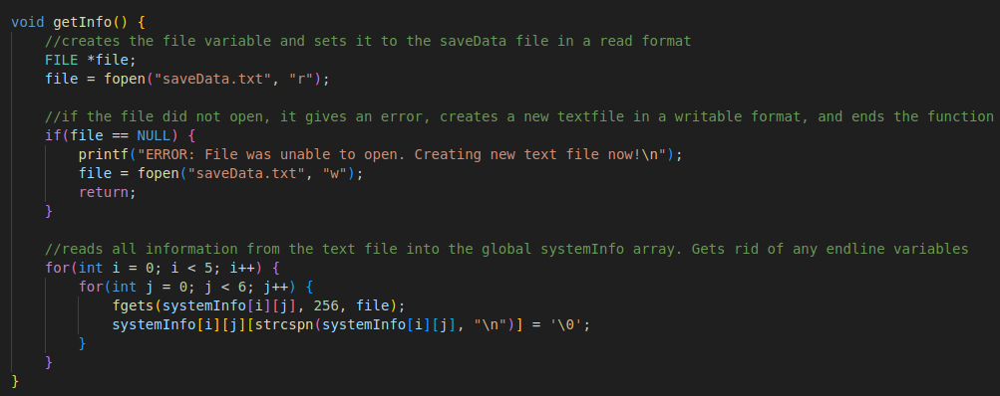 void getInfo() {
    //creates the file variable and sets it to the saveData file in a read format
    FILE *file;
    file = fopen("saveData.txt", "r");

    //if the file did not open, it gives an error, creates a new textfile in a writable format, and ends the function
    if(file == NULL) {
        printf("ERROR: File was unable to open. Creating new text file now!\n");
        file = fopen("saveData.txt", "w");
        return;
    }

    //reads all information from the text file into the global systemInfo array. Gets rid of any endline variables
    for(int i = 0; i < 5; i++) {
        for(int j = 0; j < 6; j++) {
            fgets(systemInfo[i][j], 256, file);
            systemInfo[i][j][strcspn(systemInfo[i][j], "\n")] = '\0';
        }
    }
}